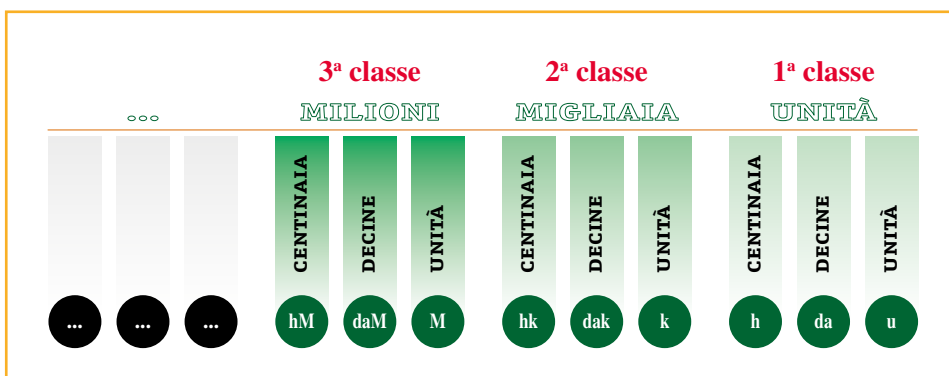 3ª classe 2ª classe 1ª classe
... MILIONI MIGLIAIA UNITÀ
CENTINAIA DECINE UNITÀ CENTINAIA DECINE UNITÀ CENTINAIA DECINE UNITÀ
... ... ... hM daM M hk dak k h da u